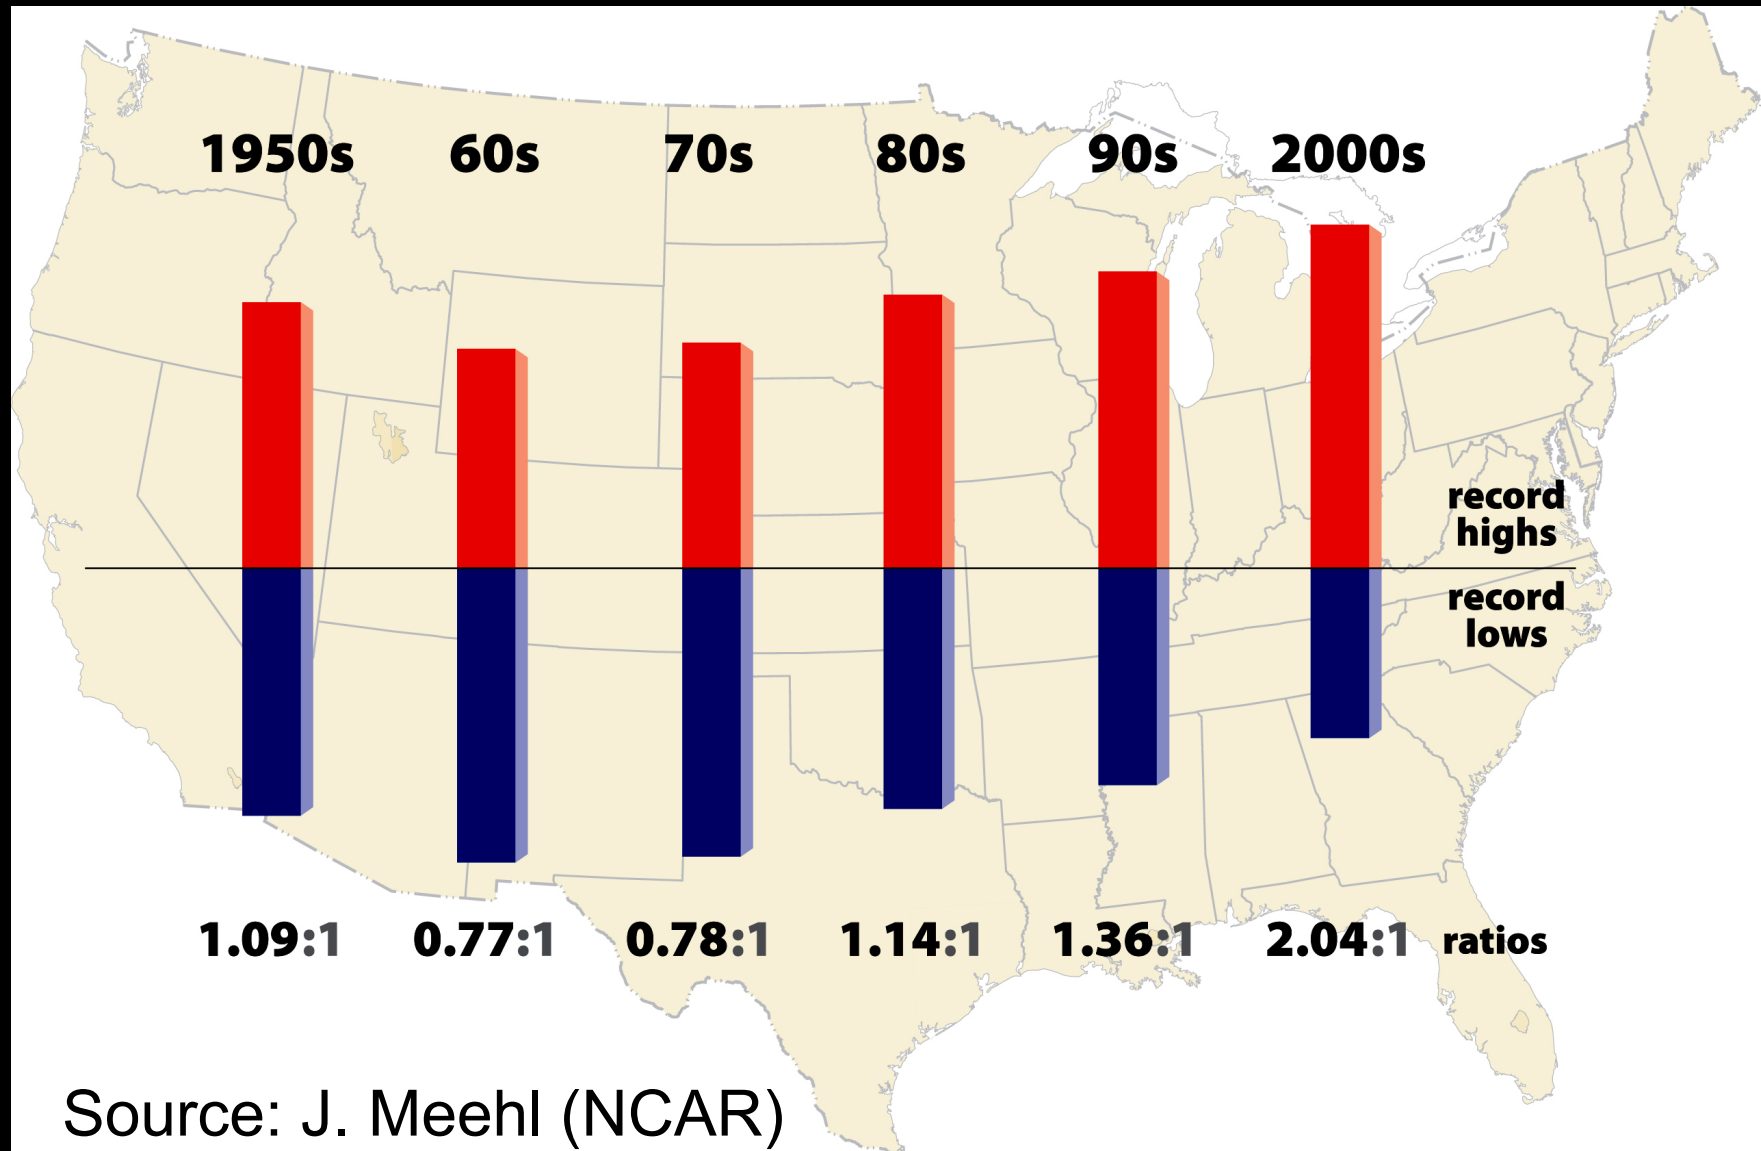 1950s 60s 70s 80s 90s 2000s
record
highs
record
lows
1.09:1 0.77:1 0.78:1 1.14:1 1.36:1 2.04:1 ratios
Source: J. Meehl (NCAR)